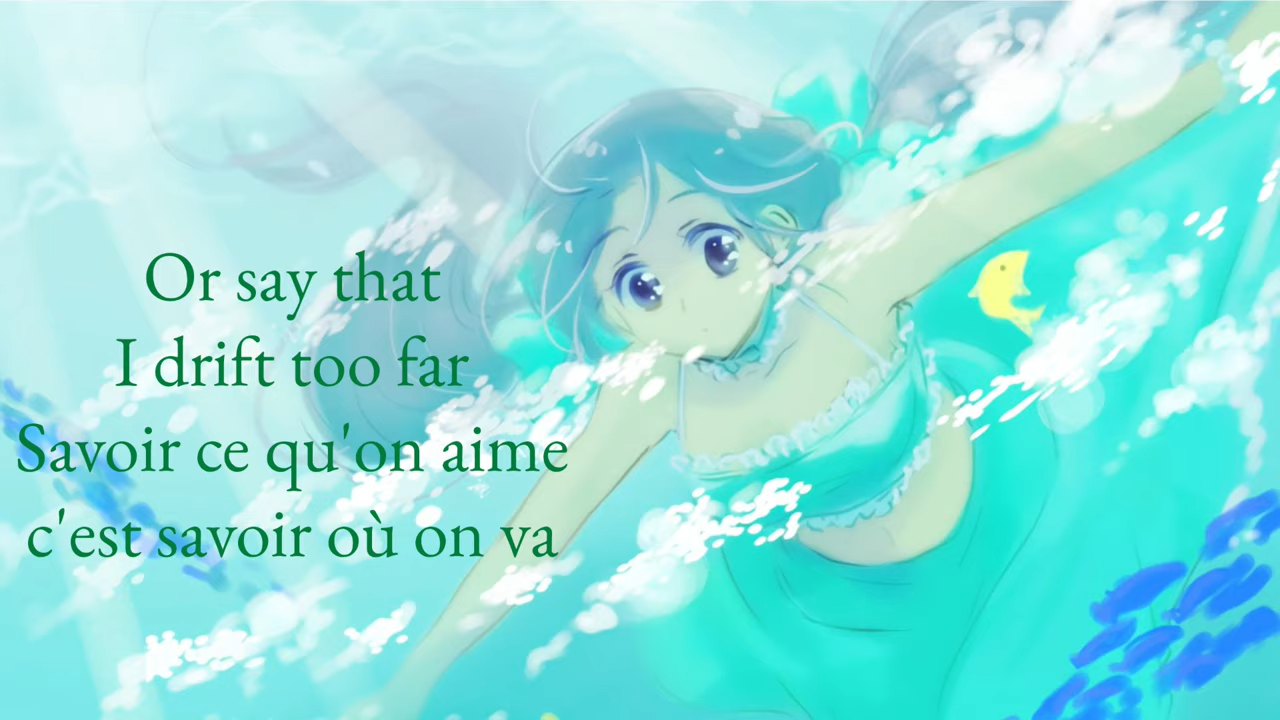 Or say that
I drift too far
Savoir ce qu'on aime
c'est savoir où on va